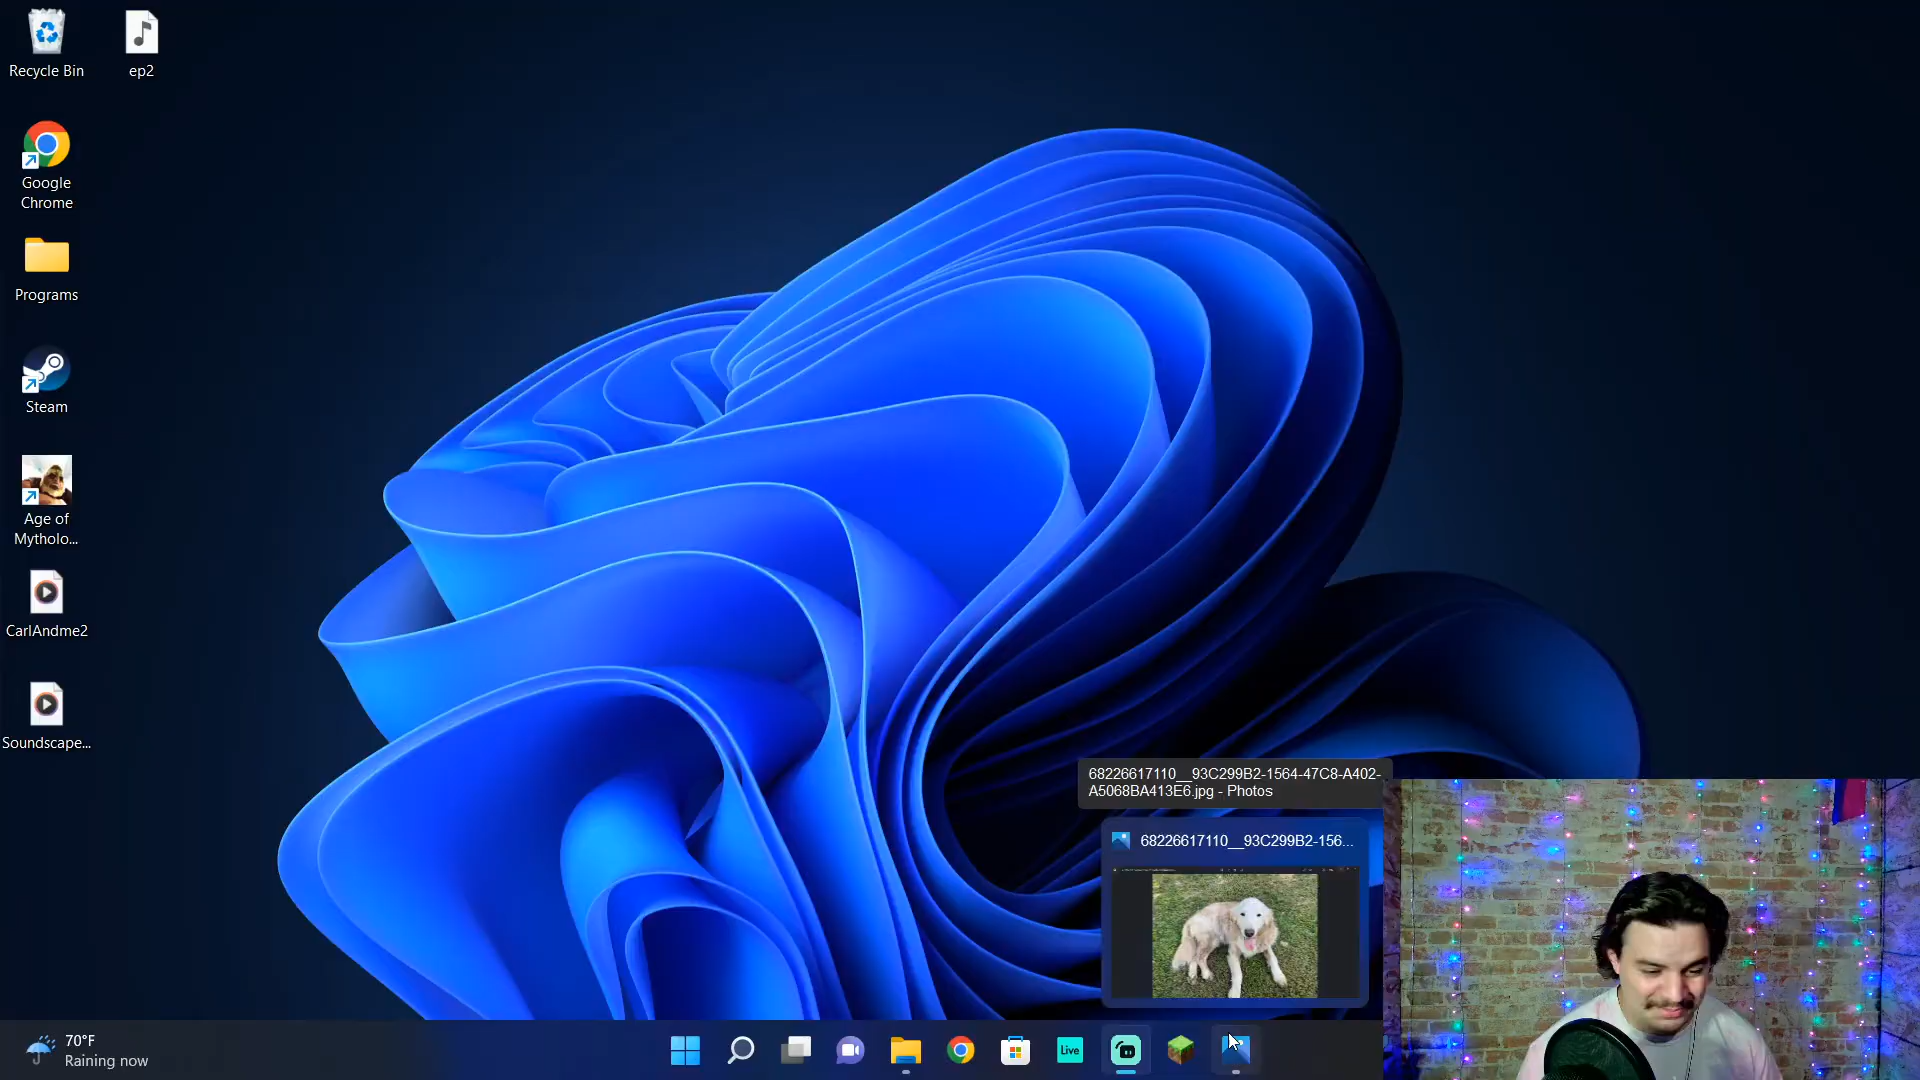 Recycle Bin
ep2
Google
Chrome
Programs
Steam
Age of
Mytholo...
CarlAndme2
Soundscape...
68226617110__93C299B2-1564-47C8-A402-
A5068BA413E6.jpg - Photos
68226617110__93C299B2-156...
70°F
Raining now
Live